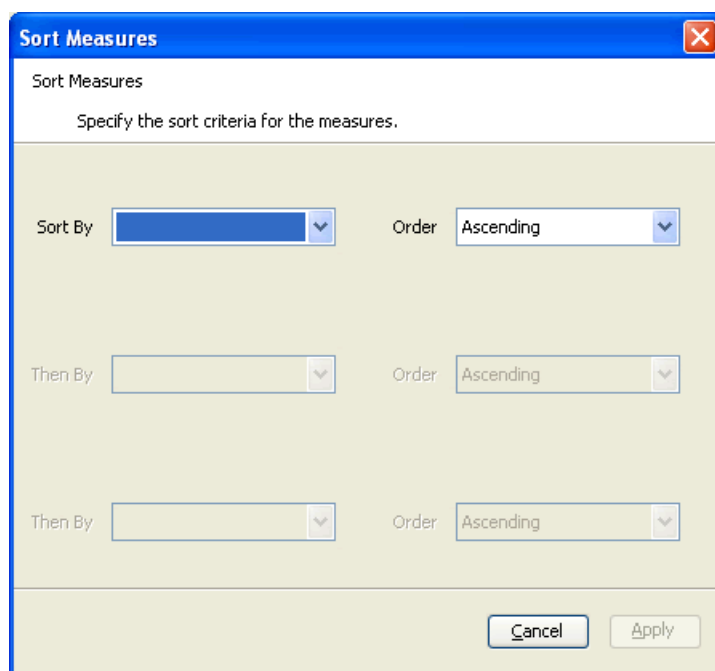 Sort Measures
Sort Measures
Specify the sort criteria for the measures.
Sort By Order Ascending
Then By Order Ascending
Then By Order Ascending
Cancel Apply